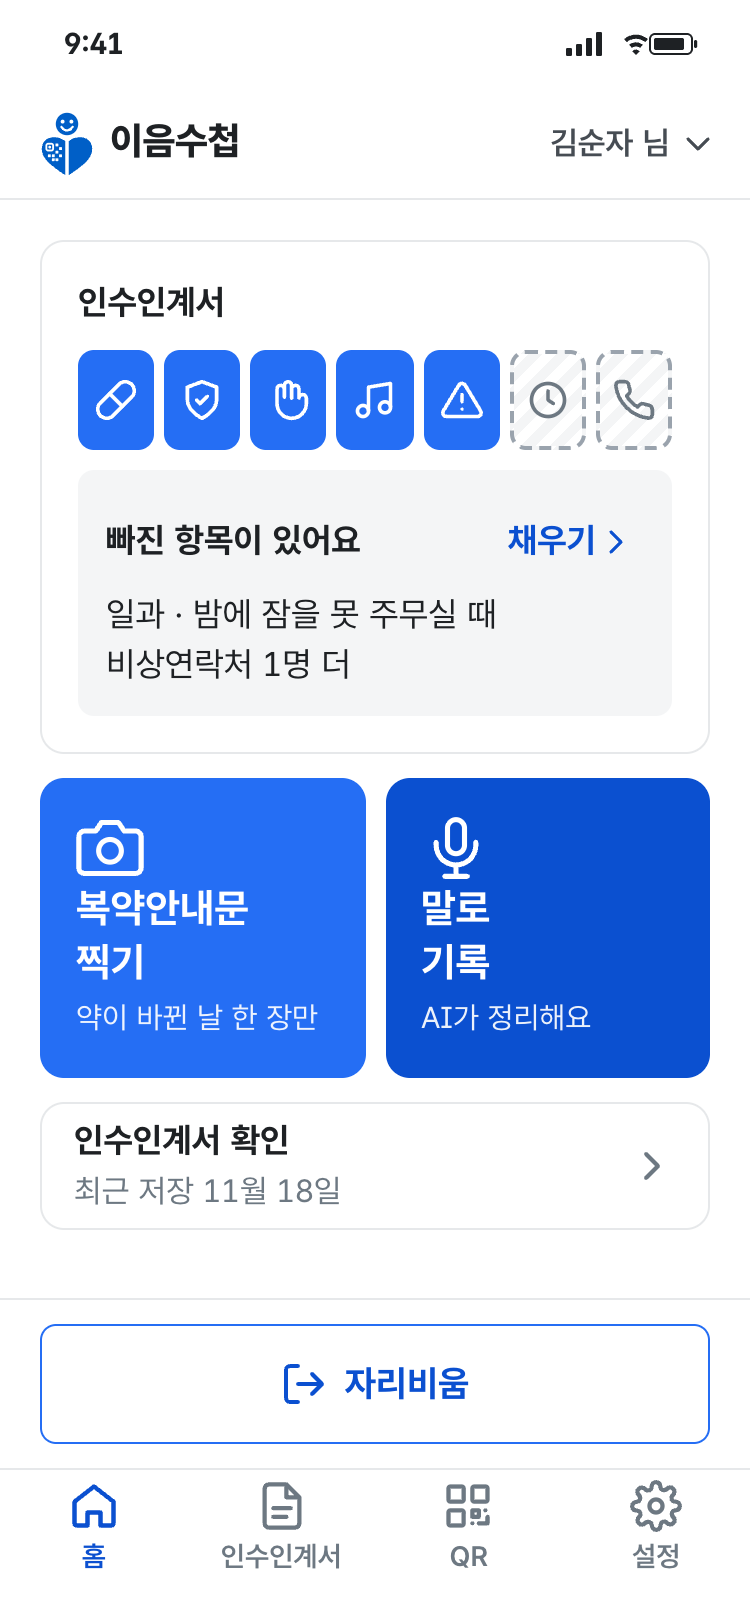 9:41
이음수첩
김순자 님
인수인계서
빠진 항목이 있어요
채우기
일과 · 밤에 잠을 못 주무실 때
비상연락처 1명 더
복약안내문
찍기
약이 바뀐 날 한 장만
말로
기록
AI가 정리해요
인수인계서 확인
최근 저장 11월 18일
자리비움
홈
인수인계서
QR
설정